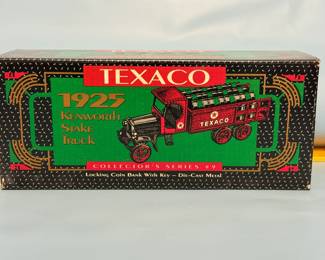 TEXACO
1925
KENWORTH
STAKE
TRUCK
TEXACO
COLLECTOR'S SERIES #9
LOCKING COIN BANK WITH KEY – DIE-CAST METAL